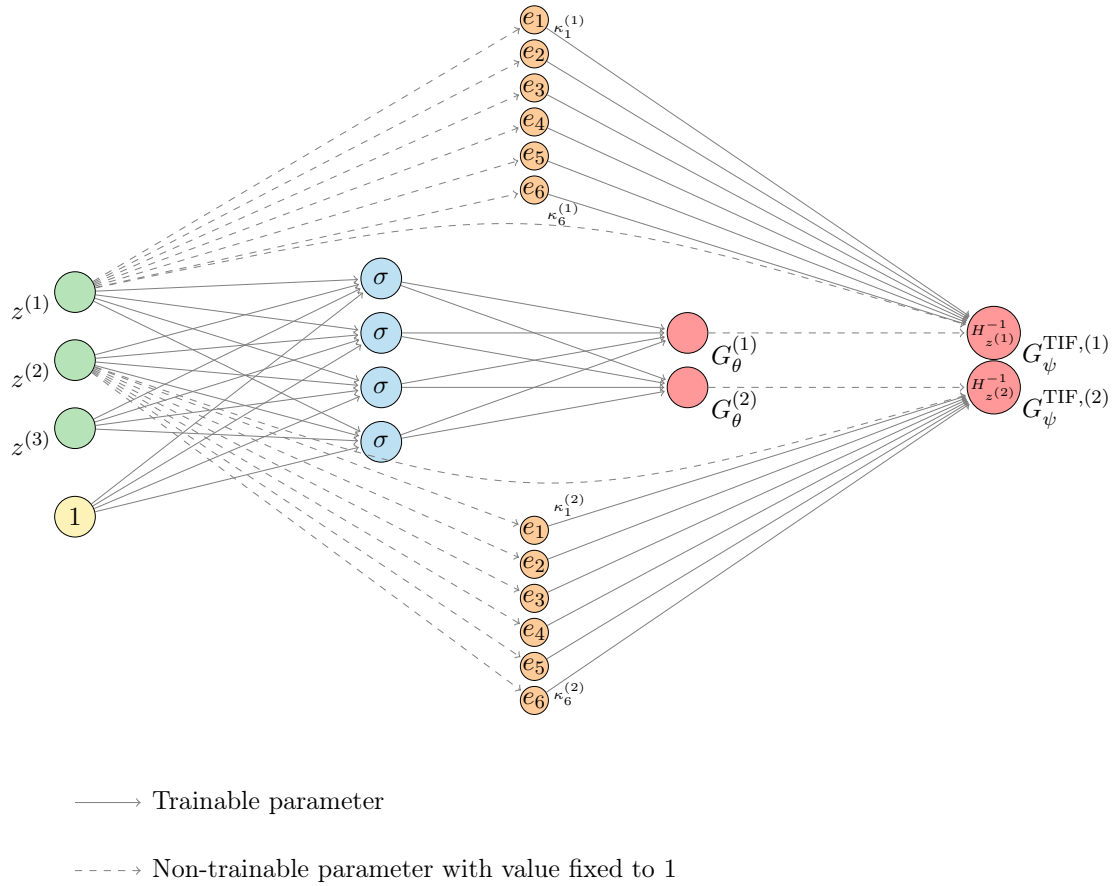 e₁
κ₁⁽¹⁾
e₂
e₃
e₄
e₅
e₆
κ₆⁽¹⁾
z⁽¹⁾
z⁽²⁾
z⁽³⁾
1
σ
σ
σ
σ
G_θ⁽¹⁾
G_θ⁽²⁾
H⁻¹_z⁽¹⁾
G_ψ^TIF,(1)
H⁻¹_z⁽²⁾
G_ψ^TIF,(2)
κ₁⁽²⁾
e₁
e₂
e₃
e₄
e₅
e₆
κ₆⁽²⁾
Trainable parameter
Non-trainable parameter with value fixed to 1